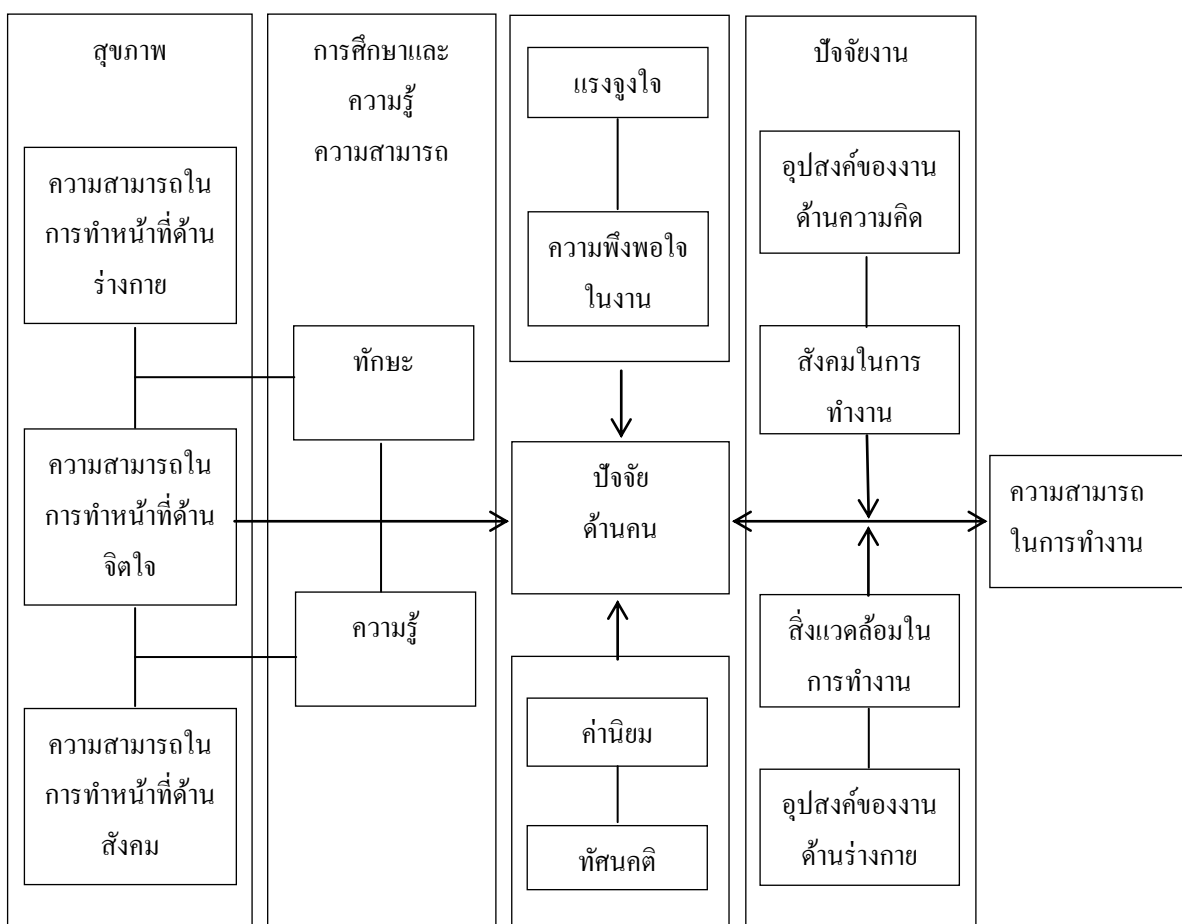 สุขภาพ
ความสามารถใน
การทำหน้าที่ด้าน
ร่างกาย
ความสามารถใน
การทำหน้าที่ด้าน
จิตใจ
ความสามารถใน
การทำหน้าที่ด้าน
สังคม
การศึกษาและ
ความรู้
ความสามารถ
ทักษะ
ความรู้
แรงจูงใจ
ความพึงพอใจ
ในงาน
ปัจจัย
ด้านคน
ค่านิยม
ทัศนคติ
ปัจจัยงาน
อุปสงค์ของงาน
ด้านความคิด
สังคมในการ
ทำงาน
สิ่งแวดล้อมใน
การทำงาน
อุปสงค์ของงาน
ด้านร่างกาย
ความสามารถ
ในการทำงาน